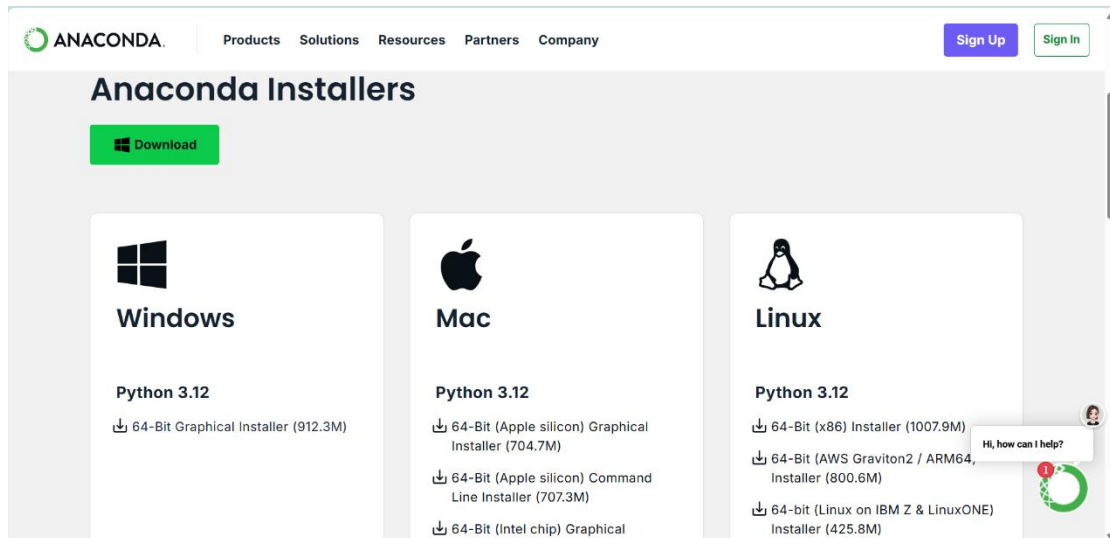 ANACONDA.
Products Solutions Resources Partners Company
Sign Up
Sign In
Anaconda Installers
Download
Windows
Python 3.12
64-Bit Graphical Installer (912.3M)
Mac
Python 3.12
64-Bit (Apple silicon) Graphical
Installer (704.7M)
64-Bit (Apple silicon) Command
Line Installer (707.3M)
64-Bit (Intel chip) Graphical
Linux
Python 3.12
64-Bit (x86) Installer (1007.9M)
64-Bit (AWS Graviton2 / ARM64)
Installer (800.6M)
64-bit (Linux on IBM Z & LinuxONE)
Installer (425.8M)
Hi, how can I help?
1